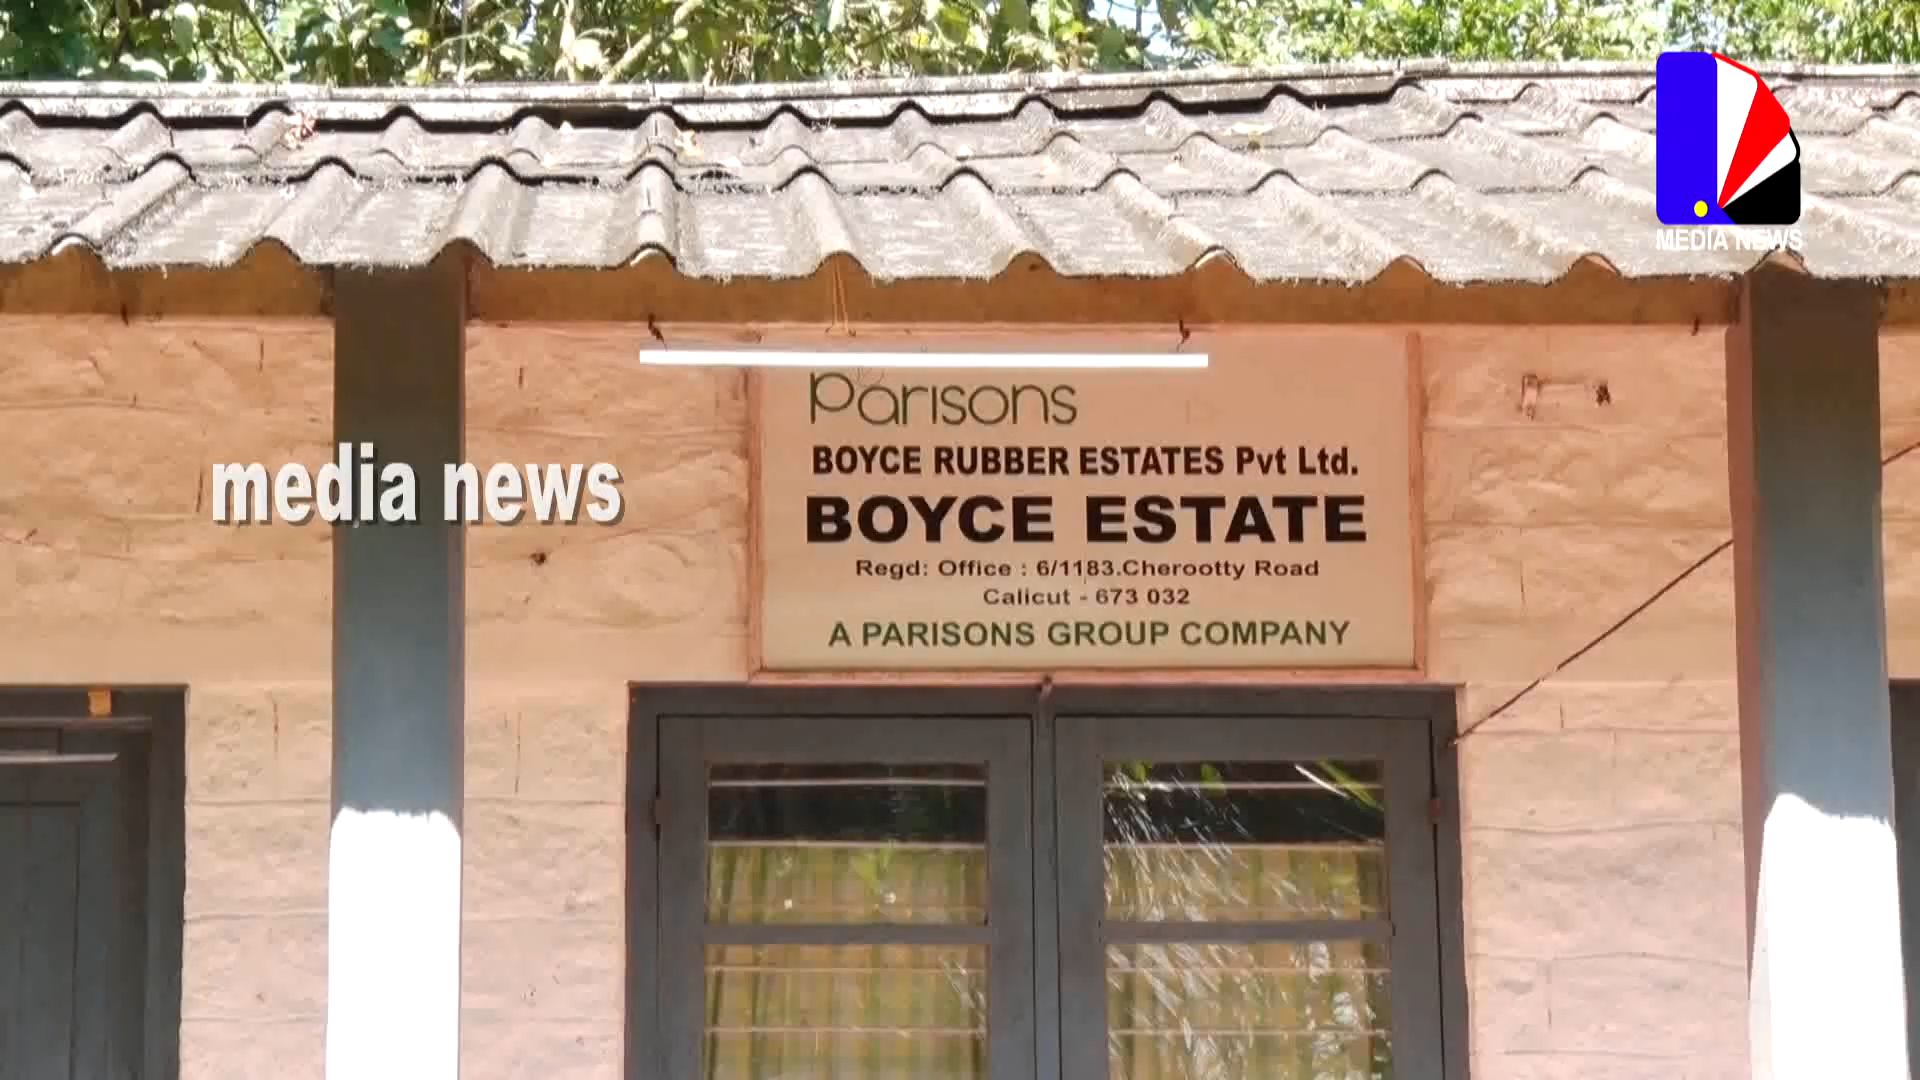 MEDIA NEWS
Parisons
BOYCE RUBBER ESTATES Pvt Ltd.
media news
BOYCE ESTATE
Regd: Office : 6/1183.Cherootty Road
Calicut - 673 032
A PARISONS GROUP COMPANY